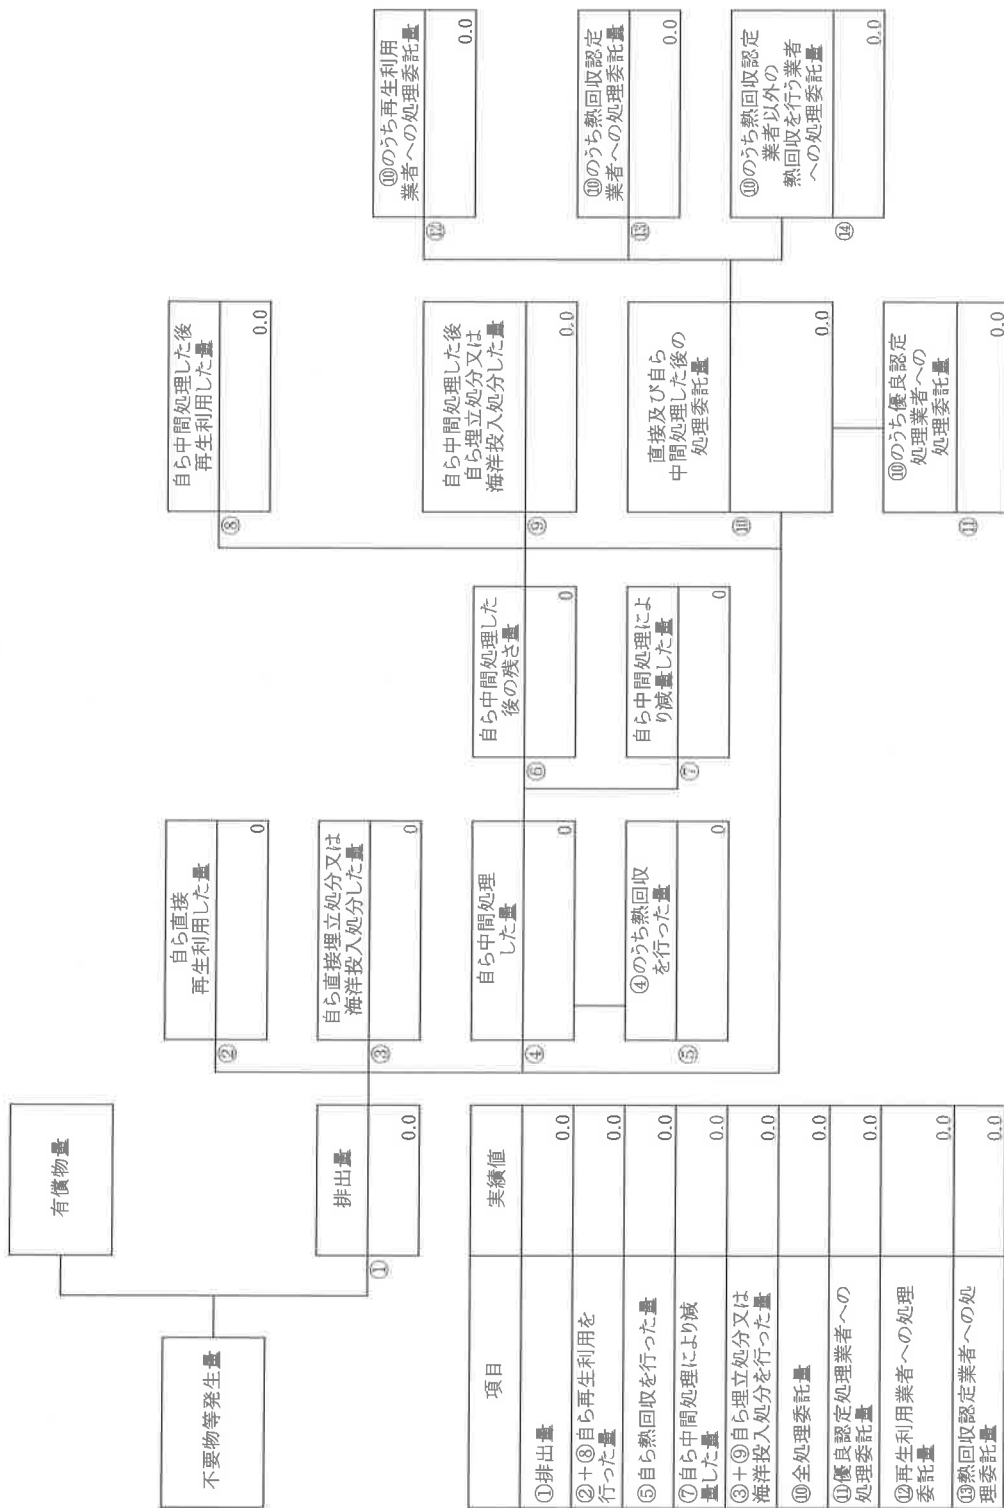 不要物等発生量
有償物量
①
排出量
0.0
②
自ら直接
再生利用した量
0
③
自ら直接埋立処分又は
海洋投入処分した量
0
④
自ら中間処理
した量
0
⑤
④のうち熱回収
を行った量
0
⑥
自ら中間処理した
後の残さ量
0
⑦
自ら中間処理によ
り減量した量
0
⑧
自ら中間処理した後
再生利用した量
0.0
⑨
自ら中間処理した後
自ら埋立処分又は
海洋投入処分した量
0.0
⑩
直接及び自ら
中間処理した後の
処理委託量
0.0
⑪
⑩のうち優良認定
処理業者への
処理委託量
0.0
⑫
⑩のうち再生利用
業者への処理委託量
0.0
⑬
⑩のうち熱回収認定
業者への処理委託量
0.0
⑭
⑩のうち熱回収認定
業者以外の
熱回収を行う業者
への処理委託量
0.0
項目
実績値
①排出量
0.0
②+⑧自ら再生利用を
行った量
0.0
⑤自ら熱回収を行った量
0.0
⑦自ら中間処理により減
量した量
0.0
③+⑨自ら埋立処分又は
海洋投入処分を行った量
0.0
⑩全処理委託量
0.0
⑪優良認定処理業者への
処理委託量
0.0
⑫再生利用業者への処理
委託量
0.0
⑬熱回収認定業者への処
理委託量
0.0